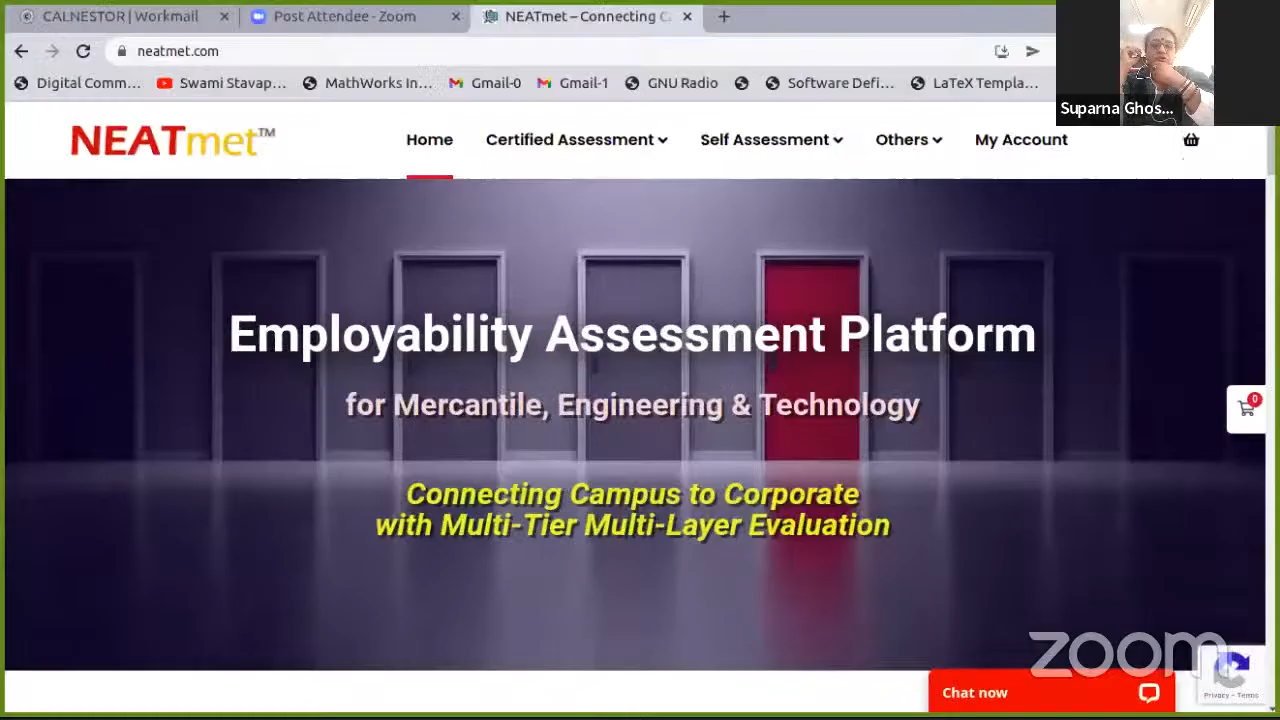 CALNESTOR | Workmail
Post Attendee - Zoom
NEATmet – Connecting C
neatmet.com
Digital Comm...
Swami Stavap...
MathWorks In...
Gmail-0
Gmail-1
GNU Radio
Software Defi...
LaTeX Templa...
Suparna Ghos...
NEATmet™
Home
Certified Assessment
Self Assessment
Others
My Account
Employability Assessment Platform
for Mercantile, Engineering & Technology
0
Connecting Campus to Corporate
with Multi-Tier Multi-Layer Evaluation
zoom
Chat now
Privacy - Terms